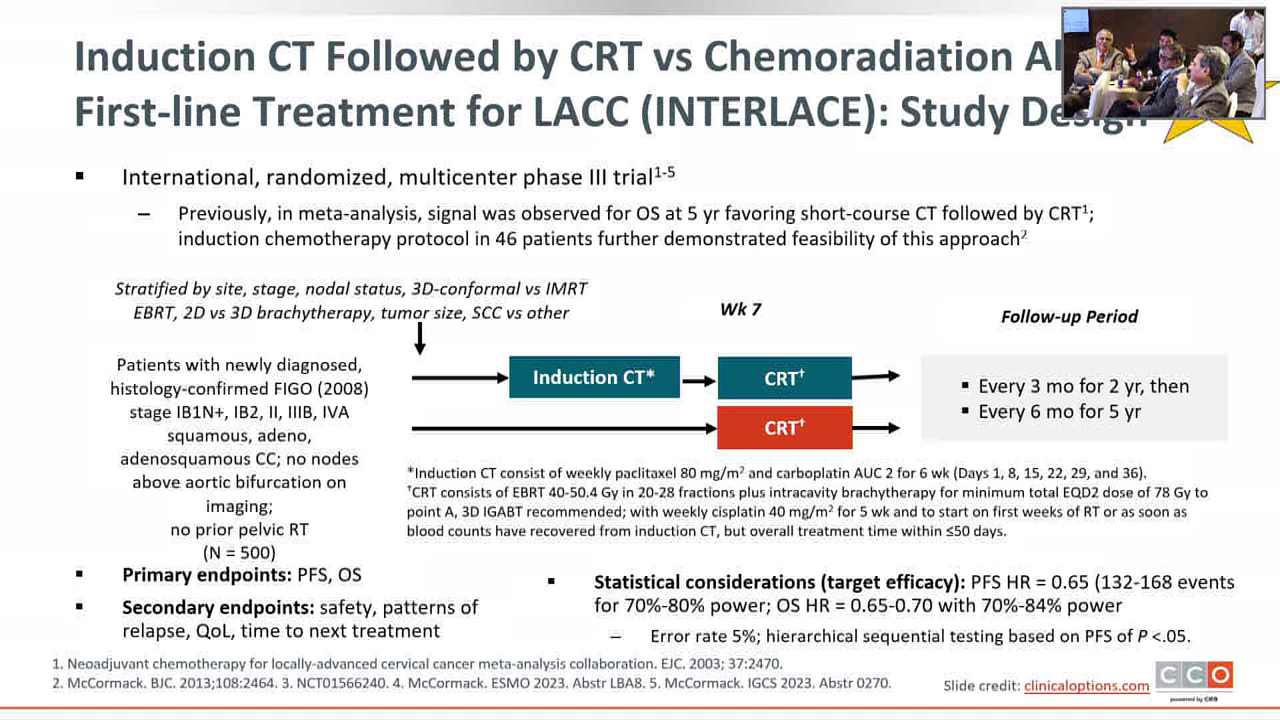 Induction CT Followed by CRT vs Chemoradiation
First-line Treatment for LACC (INTERLACE): Study Design
▪ International, randomized, multicenter phase III trial1-5
– Previously, in meta-analysis, signal was observed for OS at 5 yr favoring short-course CT followed by CRT1;
induction chemotherapy protocol in 46 patients further demonstrated feasibility of this approach2
Stratified by site, stage, nodal status, 3D-conformal vs IMRT
EBRT, 2D vs 3D brachytherapy, tumor size, SCC vs other
Wk 7
Follow-up Period
Patients with newly diagnosed,
histology-confirmed FIGO (2008)
stage IB1N+, IB2, II, IIIB, IVA
squamous, adeno,
adenosquamous CC; no nodes
above aortic bifurcation on
imaging;
no prior pelvic RT
(N = 500)
Induction CT*
CRT†
CRT†
▪ Every 3 mo for 2 yr, then
▪ Every 6 mo for 5 yr
*Induction CT consist of weekly paclitaxel 80 mg/m2 and carboplatin AUC 2 for 6 wk (Days 1, 8, 15, 22, 29, and 36).
†CRT consists of EBRT 40-50.4 Gy in 20-28 fractions plus intracavity brachytherapy for minimum total EQD2 dose of 78 Gy to
point A, 3D IGABT recommended; with weekly cisplatin 40 mg/m2 for 5 wk and to start on first weeks of RT or as soon as
blood counts have recovered from induction CT, but overall treatment time within ≤50 days.
▪ Primary endpoints: PFS, OS
▪ Secondary endpoints: safety, patterns of
relapse, QoL, time to next treatment
▪ Statistical considerations (target efficacy): PFS HR = 0.65 (132-168 events
for 70%-80% power; OS HR = 0.65-0.70 with 70%-84% power
– Error rate 5%; hierarchical sequential testing based on PFS of P <.05.
1. Neoadjuvant chemotherapy for locally-advanced cervical cancer meta-analysis collaboration. EJC. 2003; 37:2470.
2. McCormack. BJC. 2013;108:2464. 3. NCT01566240. 4. McCormack. ESMO 2023. Abstr LBA8. 5. McCormack. IGCS 2023. Abstr 0270.
Slide credit: clinicaloptions.com
CCO
powered by CEA